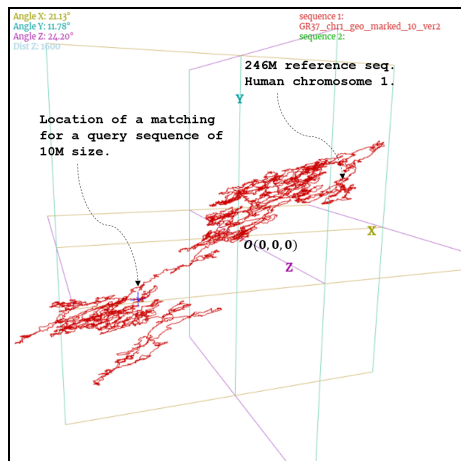 Angle X: 21.13°
Angle Y: 11.78°
Angle Z: 24.20°
Dist Z: 1600
sequence 1:
GR37_chr1_geo_marked_10_ver2
sequence 2:
246M reference seq.
Human chromosome 1.
Y
Location of a matching
for a query sequence of
10M size.
X
O(0,0,0)
Z